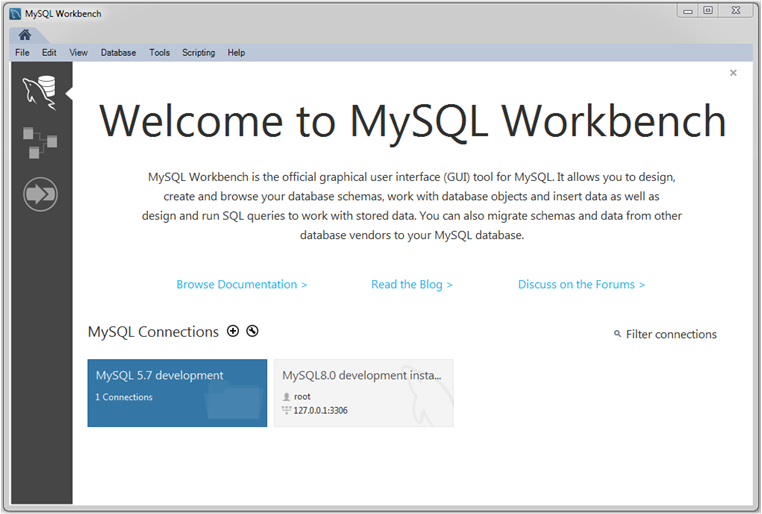 MySQL Workbench
File Edit View Database Tools Scripting Help
Welcome to MySQL Workbench
MySQL Workbench is the official graphical user interface (GUI) tool for MySQL. It allows you to design,
create and browse your database schemas, work with database objects and insert data as well as
design and run SQL queries to work with stored data. You can also migrate schemas and data from other
database vendors to your MySQL database.
Browse Documentation > Read the Blog > Discuss on the Forums >
MySQL Connections Filter connections
MySQL 5.7 development MySQL8.0 development insta...
1 Connections root
127.0.0.1:3306